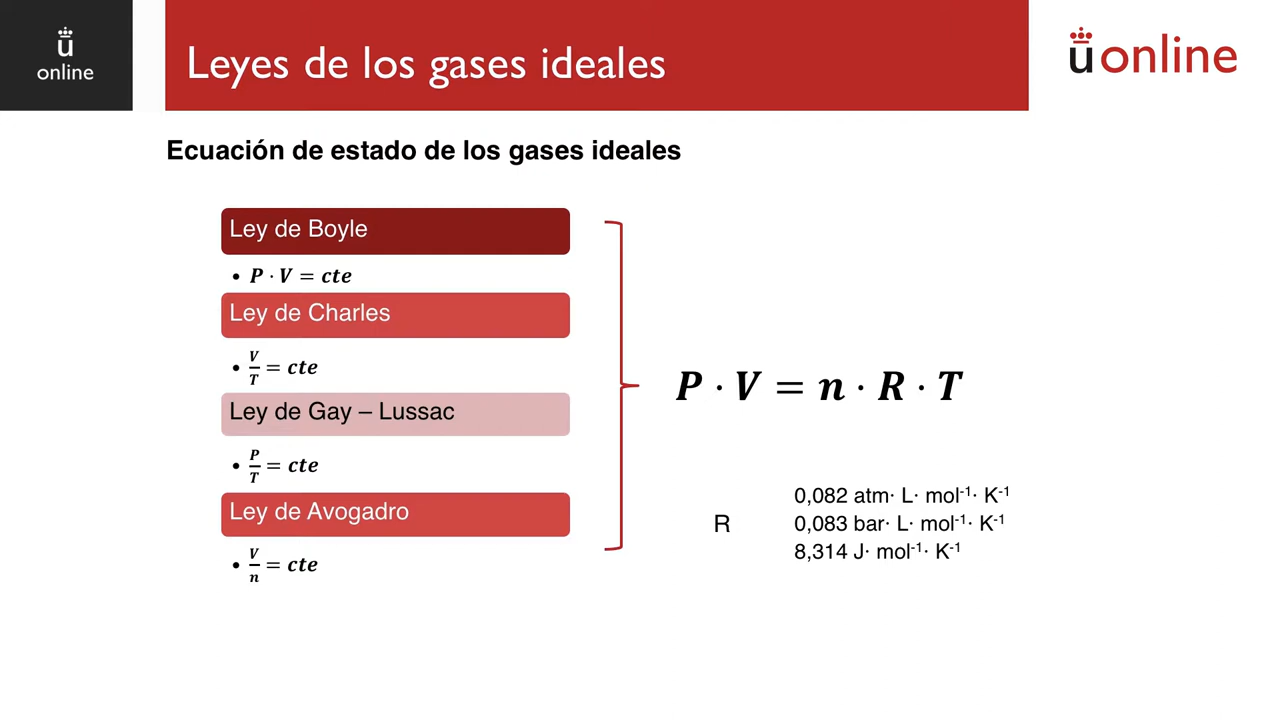 ü
online
Leyes de los gases ideales
üonline
Ecuación de estado de los gases ideales
Ley de Boyle
• P · V = cte
Ley de Charles
• V/T = cte
Ley de Gay – Lussac
• P/T = cte
Ley de Avogadro
• V/n = cte
P · V = n · R · T
R
0,082 atm· L· mol⁻¹· K⁻¹
0,083 bar· L· mol⁻¹· K⁻¹
8,314 J· mol⁻¹· K⁻¹